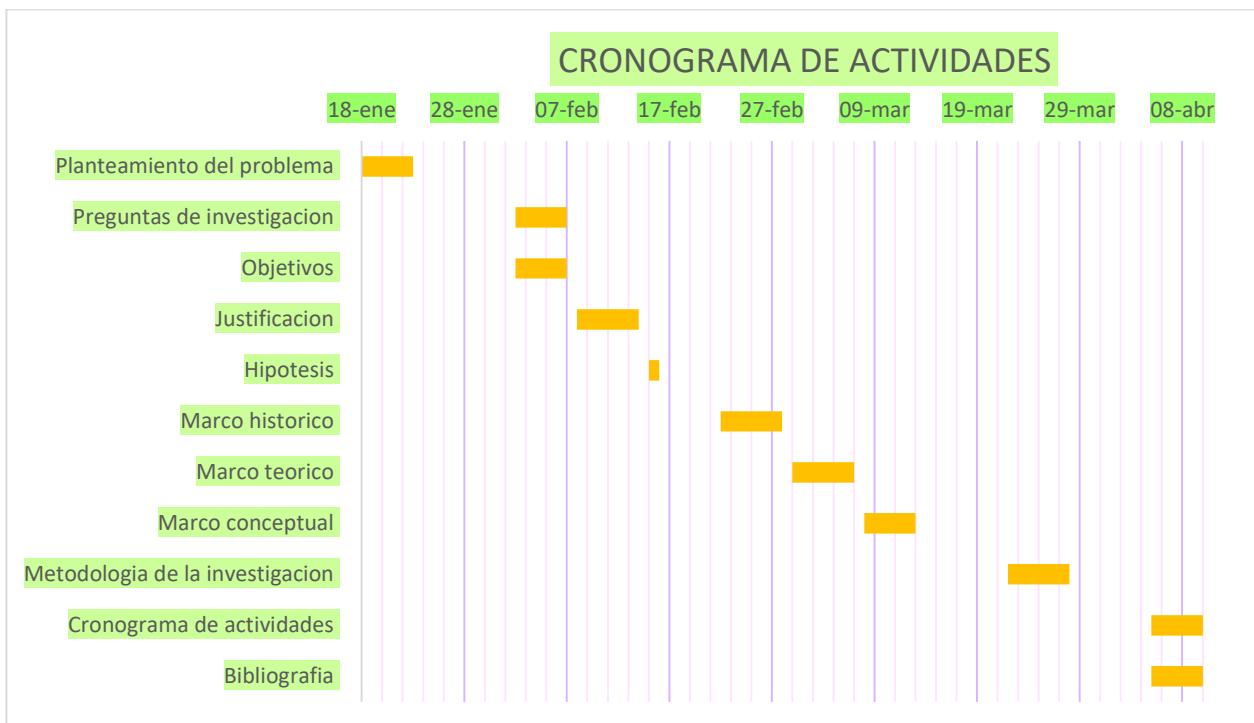 CRONOGRAMA DE ACTIVIDADES
18-ene 28-ene 07-feb 17-feb 27-feb 09-mar 19-mar 29-mar 08-abr
Planteamiento del problema
Preguntas de investigacion
Objetivos
Justificacion
Hipotesis
Marco historico
Marco teorico
Marco conceptual
Metodologia de la investigacion
Cronograma de actividades
Bibliografia